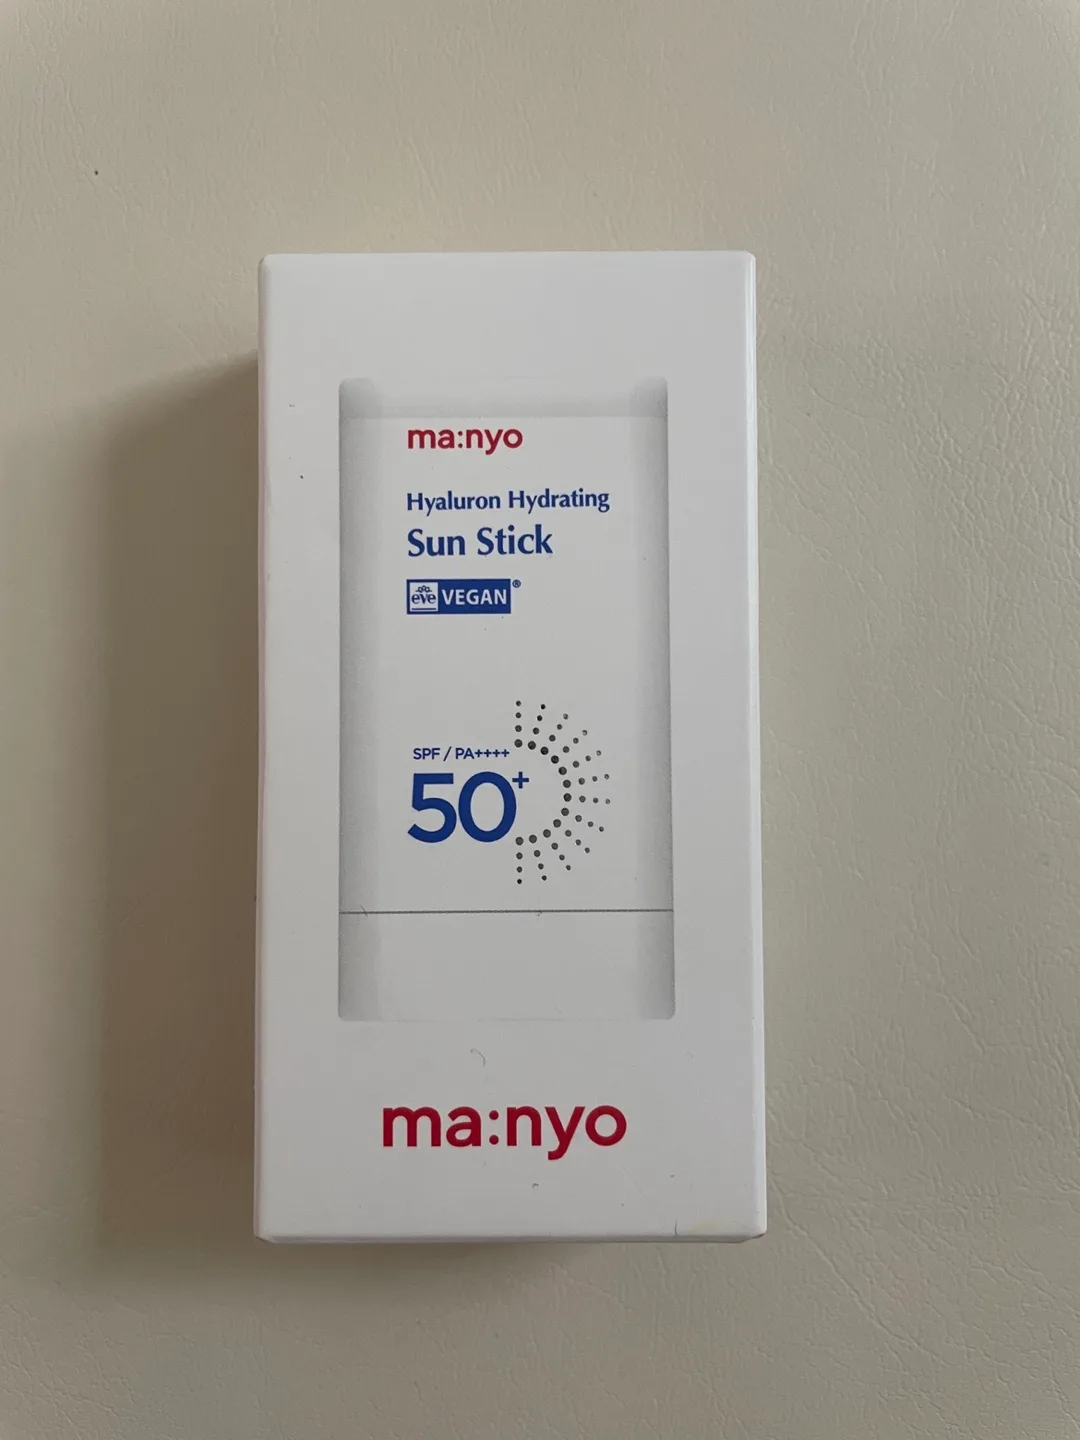 ma:nyo
Hyaluron Hydrating
Sun Stick
eve VEGAN®
SPF / PA++++
50+
ma:nyo